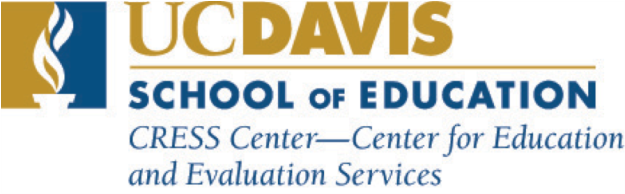 UCDAVIS
SCHOOL OF EDUCATION
CRESS Center—Center for Education
and Evaluation Services